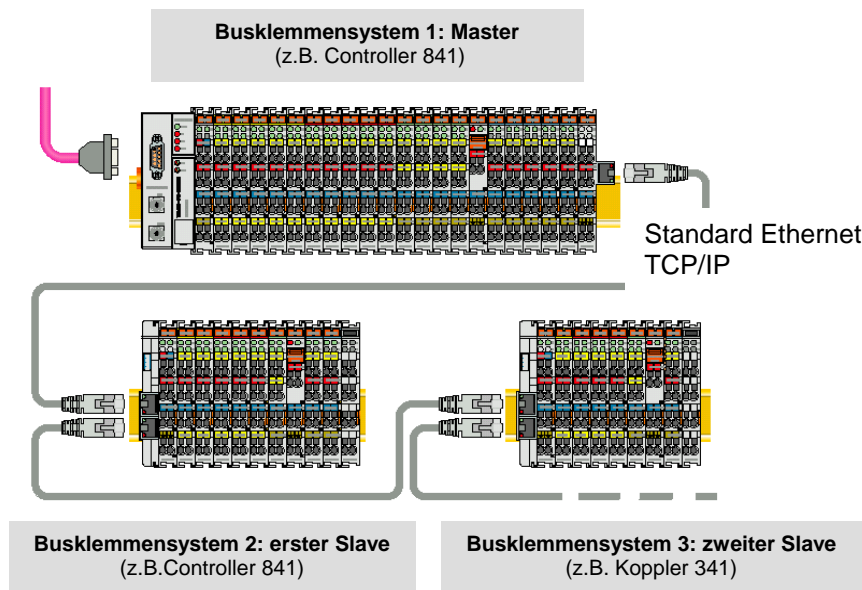 Busklemmensystem 1: Master
(z.B. Controller 841)
Standard Ethernet
TCP/IP
Busklemmensystem 2: erster Slave
(z.B.Controller 841)
Busklemmensystem 3: zweiter Slave
(z.B. Koppler 341)